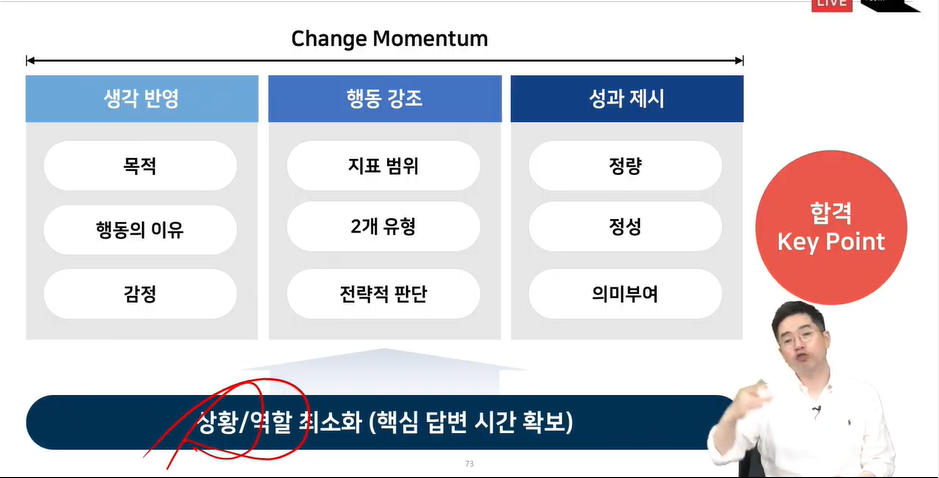 LIVE
Change Momentum
생각 반영
행동 강조
성과 제시
목적
지표 범위
정량
행동의 이유
2개 유형
정성
감정
전략적 판단
의미부여
합격
Key Point
상황/역할 최소화 (핵심 답변 시간 확보)
73